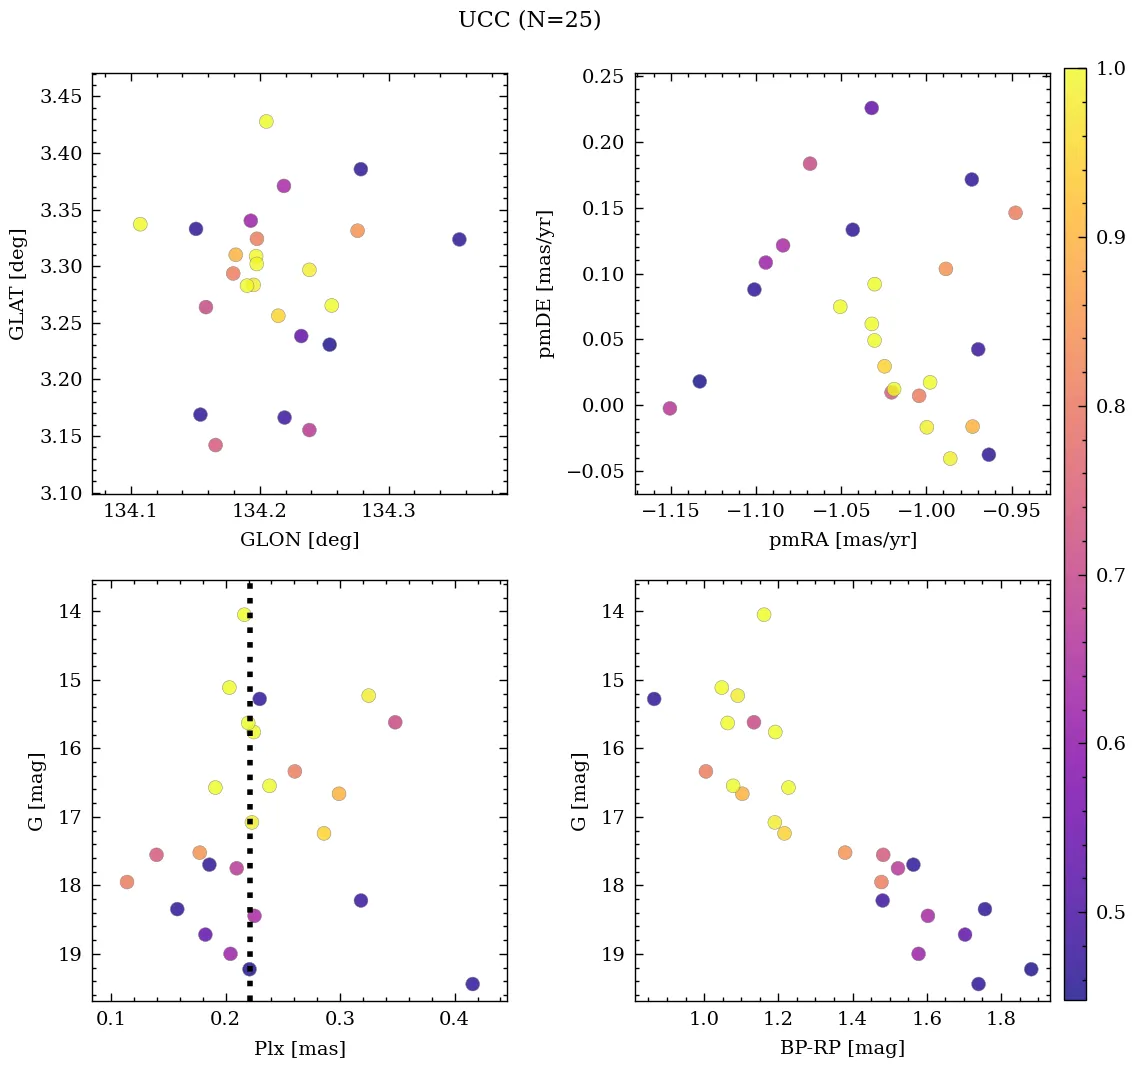 UCC (N=25)
3.45
3.40
3.35
3.30
3.25
3.20
3.15
3.10
GLAT [deg]
134.1 134.2 134.3
GLON [deg]
0.25
0.20
0.15
0.10
0.05
0.00
−0.05
pmDE [mas/yr]
−1.15 −1.10 −1.05 −1.00 −0.95
pmRA [mas/yr]
1.0
0.9
0.8
0.7
0.6
0.5
14
15
16
17
18
19
G [mag]
0.1 0.2 0.3 0.4
Plx [mas]
14
15
16
17
18
19
G [mag]
1.0 1.2 1.4 1.6 1.8
BP-RP [mag]